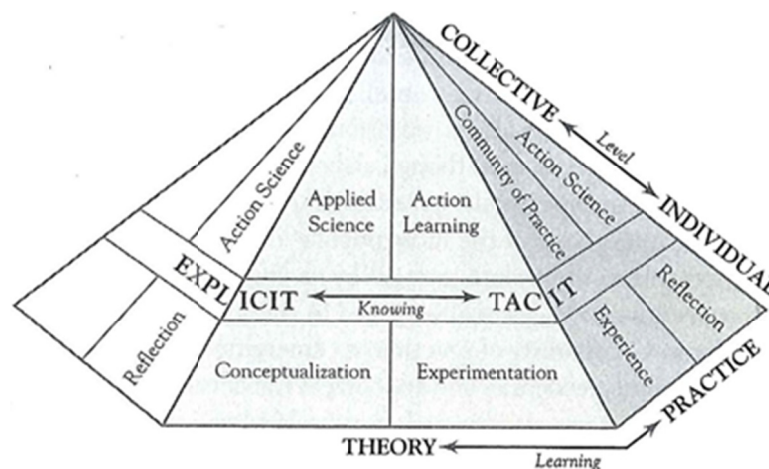 COLLECTIVE
Level
INDIVIDUAL
Action Science
Applied
Science
Action
Learning
Community of Practice
Action Science
EXPLICIT
Knowing
TACIT
Reflection
Conceptualization
Experimentation
Experience
Reflection
THEORY
Learning
PRACTICE